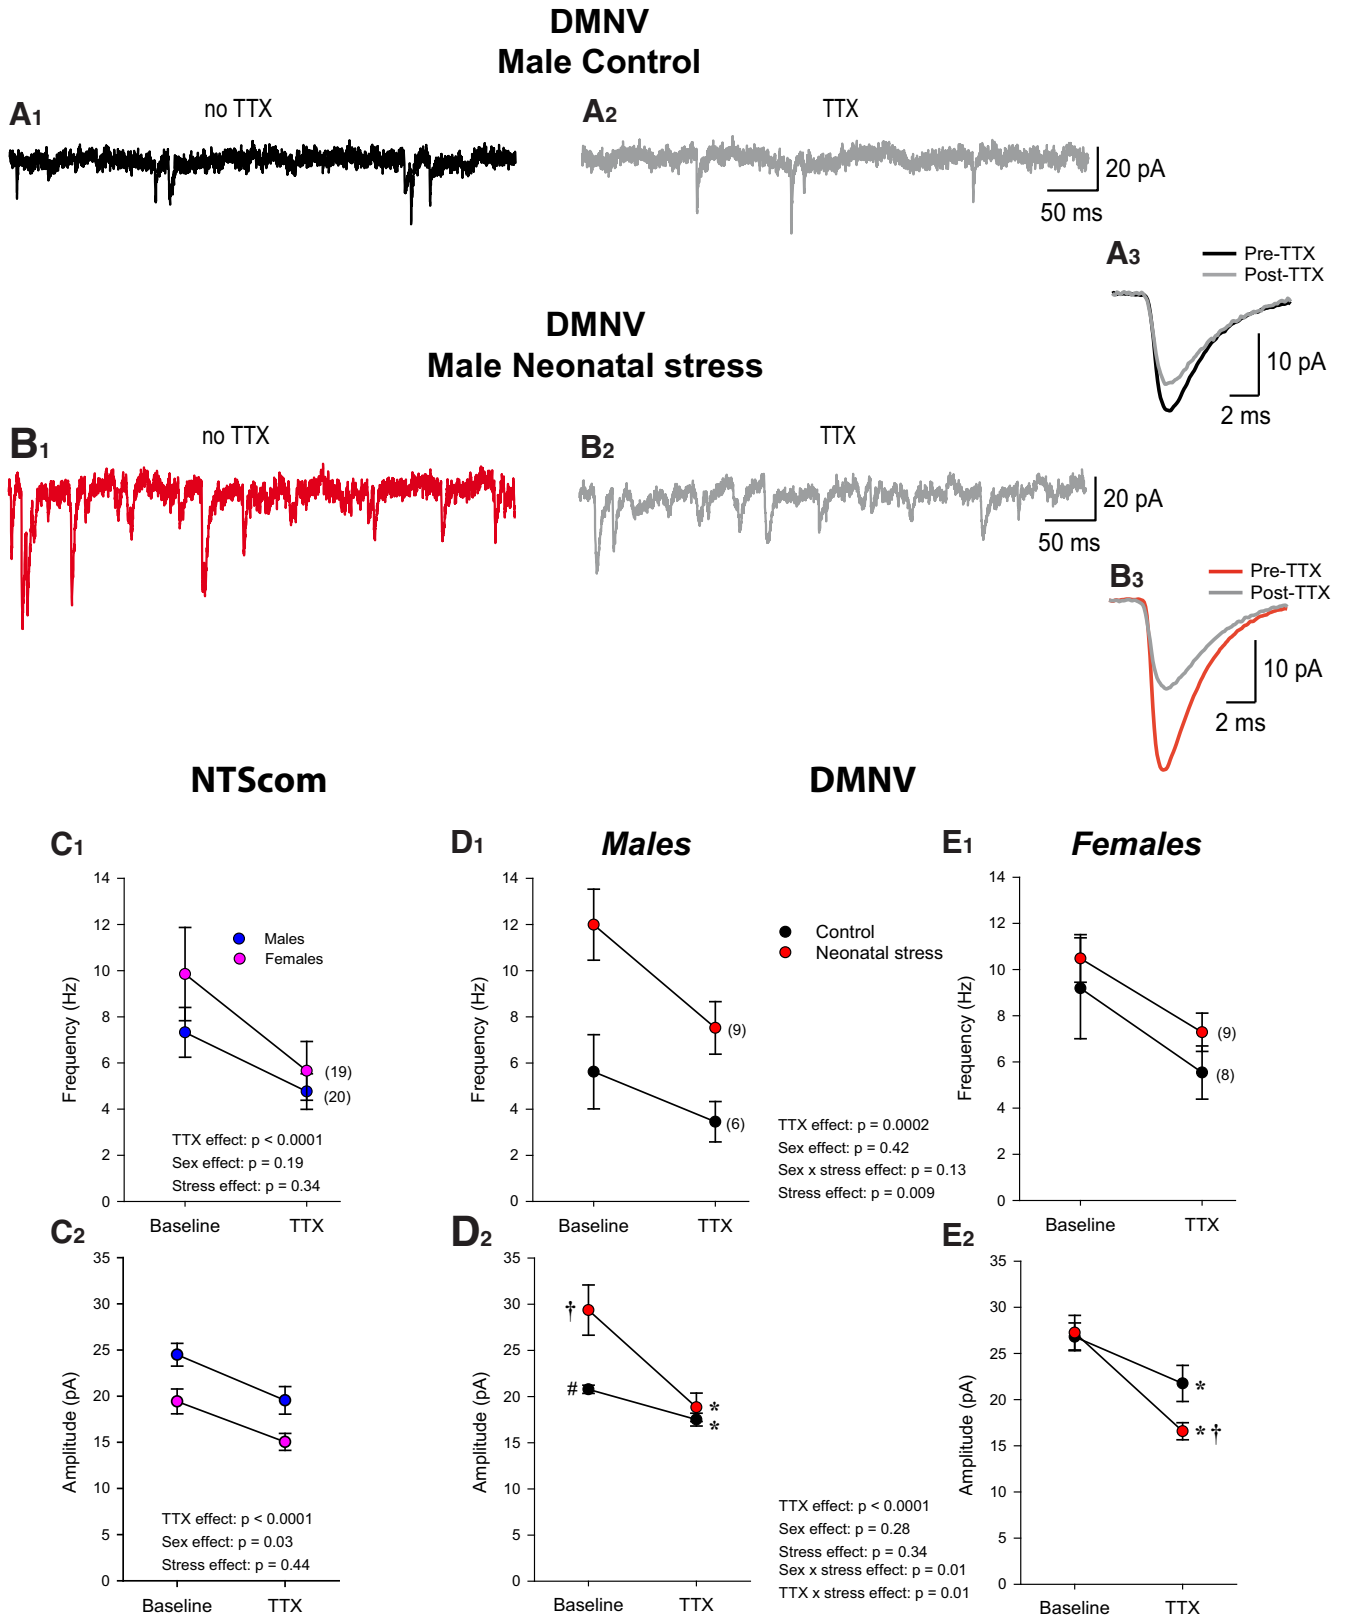 DMNV
Male Control
A1
no TTX
A2
TTX
20 pA
50 ms
A3
Pre-TTX
Post-TTX
10 pA
2 ms
DMNV
Male Neonatal stress
B1
no TTX
B2
TTX
20 pA
50 ms
B3
Pre-TTX
Post-TTX
10 pA
2 ms
NTScom
DMNV
C1
Frequency (Hz)
14
12
10
8
6
4
2
0
Males
Females
(19)
(20)
TTX effect: p < 0.0001
Sex effect: p = 0.19
Stress effect: p = 0.34
Baseline
TTX
D1
Males
Frequency (Hz)
14
12
10
8
6
4
2
0
(9)
(6)
Baseline
TTX
Control
Neonatal stress
TTX effect: p = 0.0002
Sex effect: p = 0.42
Sex x stress effect: p = 0.13
Stress effect: p = 0.009
E1
Females
Frequency (Hz)
14
12
10
8
6
4
2
0
(9)
(8)
Baseline
TTX
C2
Amplitude (pA)
35
30
25
20
15
10
5
0
TTX effect: p < 0.0001
Sex effect: p = 0.03
Stress effect: p = 0.44
Baseline
TTX
D2
Amplitude (pA)
35
30
25
20
15
10
5
0
†
#
*
*
Baseline
TTX
TTX effect: p < 0.0001
Sex effect: p = 0.28
Stress effect: p = 0.34
Sex x stress effect: p = 0.01
TTX x stress effect: p = 0.01
E2
Amplitude (pA)
35
30
25
20
15
10
5
0
*
* †
Baseline
TTX